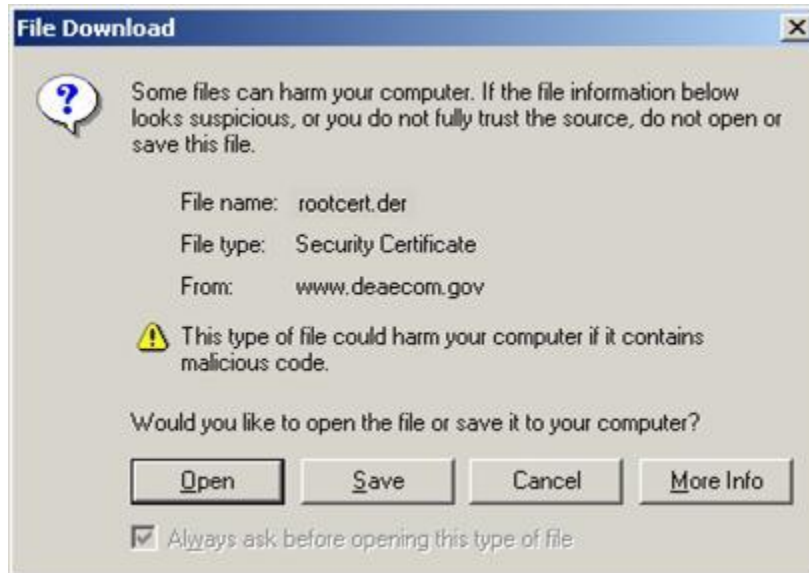 File Download
Some files can harm your computer. If the file information below
looks suspicious, or you do not fully trust the source, do not open or
save this file.
File name: rootcert.der
File type: Security Certificate
From: www.deaecom.gov
This type of file could harm your computer if it contains
malicious code.
Would you like to open the file or save it to your computer?
Open Save Cancel More Info
Always ask before opening this type of file